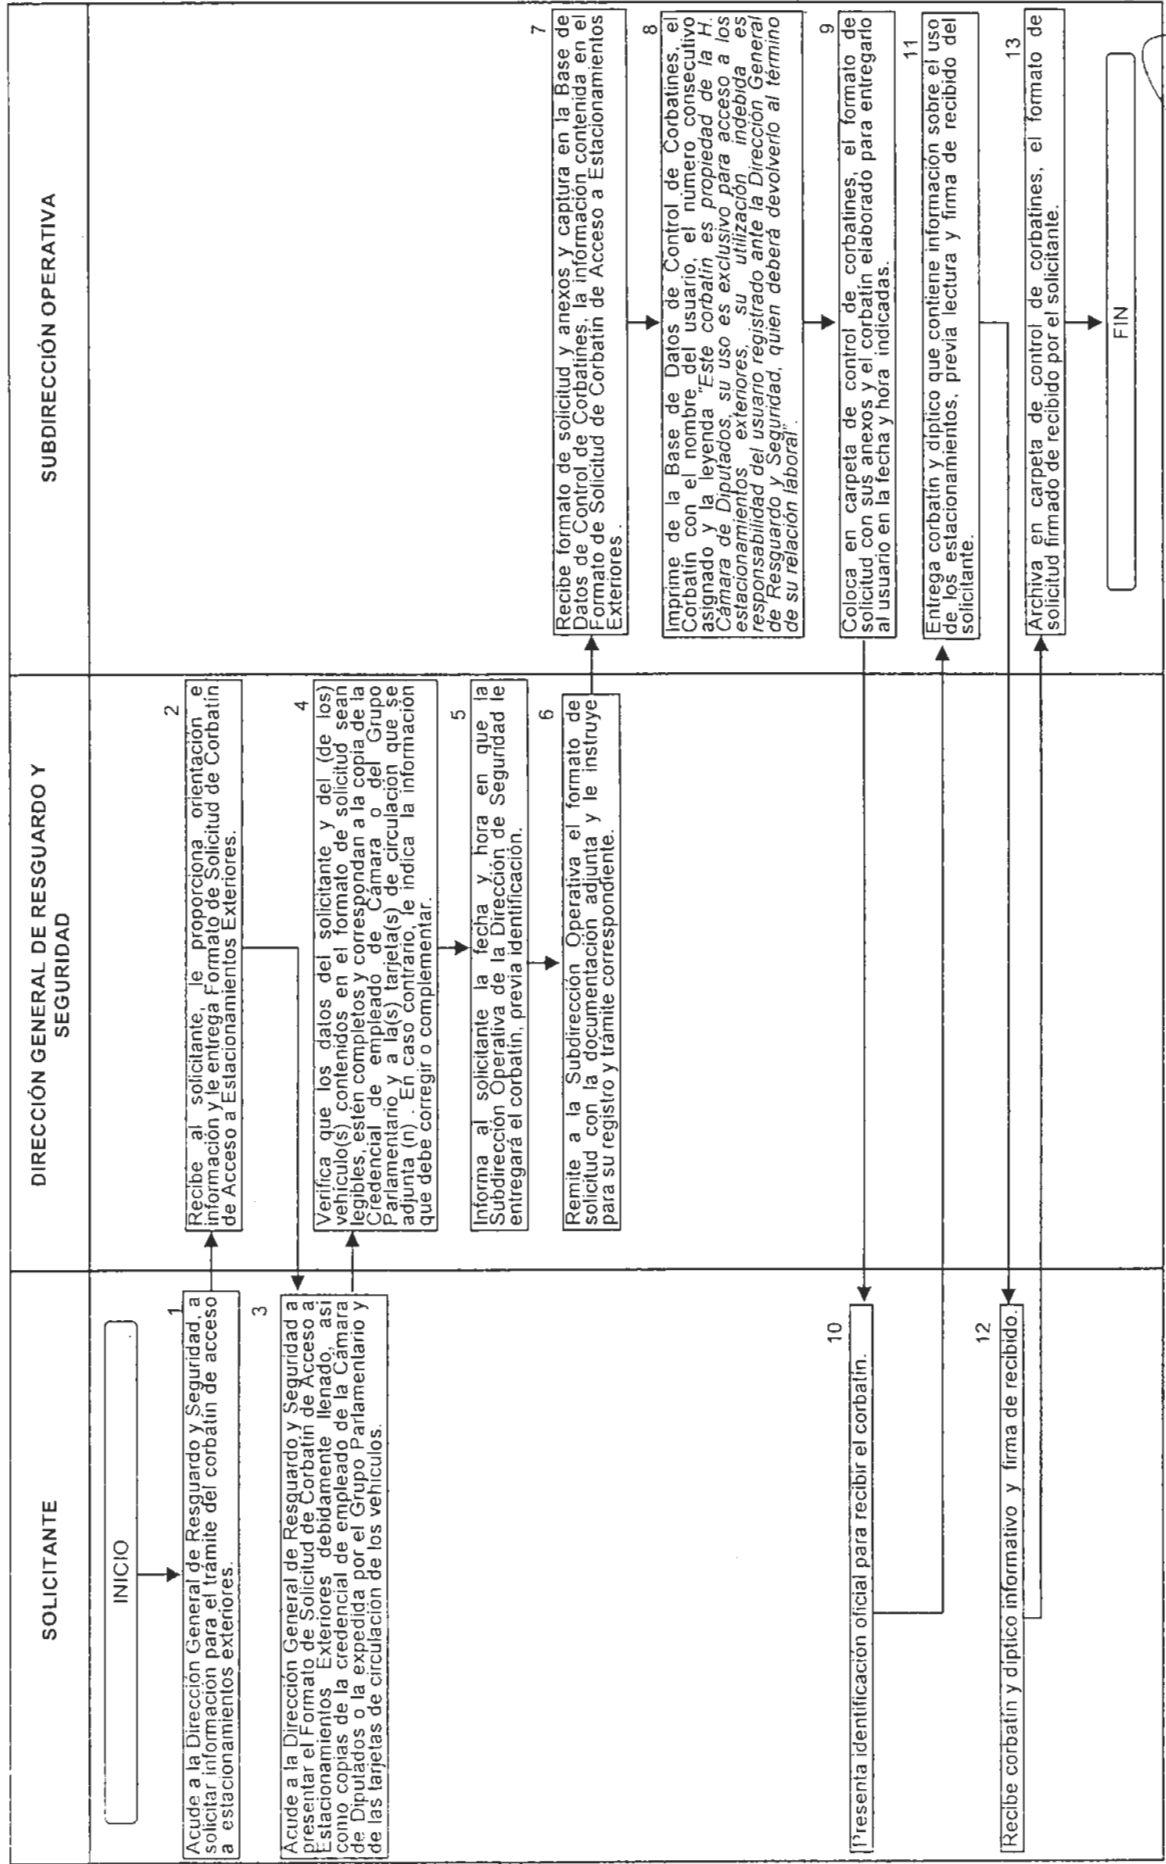 SOLICITANTE
DIRECCIÓN GENERAL DE RESGUARDO Y
SEGURIDAD
SUBDIRECCIÓN OPERATIVA
INICIO
1
Acude a la Dirección General de Resguardo y Seguridad, a
solicitar información para el trámite del corbatín de acceso
a estacionamientos exteriores.
2
Recibe al solicitante, le proporciona orientación e
información y le entrega Formato de Solicitud de Corbatín
de Acceso a Estacionamientos Exteriores.
3
Acude a la Dirección General de Resguardo y Seguridad a
presentar el Formato de Solicitud de Corbatín de Acceso a
Estacionamientos Exteriores debidamente llenado, así
como copias de la credencial de empleado de la Cámara
de Diputados o la expedida por el Grupo Parlamentario y
de las tarjetas de circulación de los vehículos.
4
Verifica que los datos del solicitante y del (de los)
vehículo(s) contenidos en el formato de solicitud sean
legibles, estén completos y correspondan a la copia de la
Credencial de empleado de Cámara o del Grupo
Parlamentario y a la(s) tarjeta(s) de circulación que se
adjunta (n) . En caso contrario, le indica la información
que debe corregir o complementar.
5
Informa al solicitante la fecha y hora en que la
Subdirección Operativa de la Dirección de Seguridad le
entregará el corbatín, previa identificación.
6
Remite a la Subdirección Operativa el formato de
solicitud con la documentación adjunta y le instruye
para su registro y trámite correspondiente.
7
Recibe formato de solicitud y anexos y captura en la Base de
Datos de Control de Corbatines, la información contenida en el
Formato de Solicitud de Corbatín de Acceso a Estacionamientos
Exteriores .
8
Imprime de la Base de Datos de Control de Corbatines, el
Corbatín con el nombre del usuario, el número consecutivo
asignado y la leyenda "Este corbatín es propiedad de la H.
Cámara de Diputados, su uso es exclusivo para acceso a los
estacionamientos exteriores, su utilización indebida es
responsabilidad del usuario registrado ante la Dirección General
de Resguardo y Seguridad, quien deberá devolverlo al término
de su relación laboral".
9
Coloca en carpeta de control de corbatines, el formato de
solicitud con sus anexos y el corbatín elaborado para entregarlo
al usuario en la fecha y hora indicadas.
10
Presenta identificación oficial para recibir el corbatín.
11
Entrega corbatín y díptico que contiene información sobre el uso
de los estacionamientos, previa lectura y firma de recibido del
solicitante.
12
Recibe corbatín y díptico informativo y firma de recibido.
13
Archiva en carpeta de control de corbatines, el formato de
solicitud firmado de recibido por el solicitante.
FIN